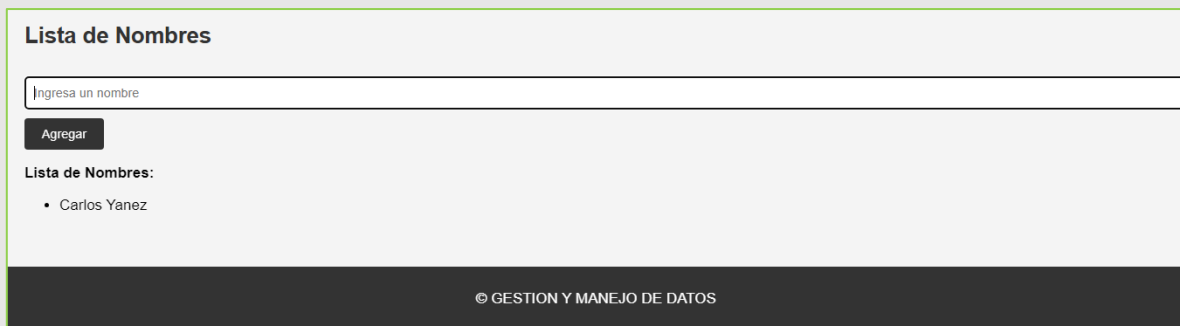 Lista de Nombres
Ingresa un nombre
Agregar
Lista de Nombres:
• Carlos Yanez
© GESTION Y MANEJO DE DATOS